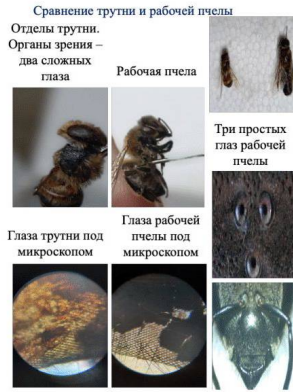 Сравнение трутни и рабочей пчелы
Отделы трутни.
Органы зрения –
два сложных
глаза
Рабочая пчела
Три простых
глаз рабочей
пчелы
Глаза трутни под
микроскопом
Глаза рабочей
пчелы под
микроскопом